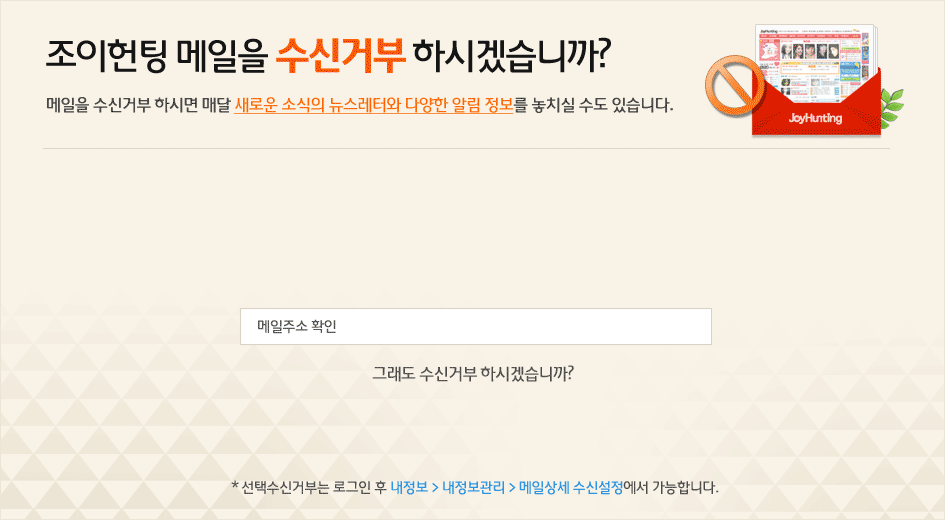 조이헌팅 메일을 수신거부 하시겠습니까?
메일을 수신거부 하시면 매달 새로운 소식의 뉴스레터와 다양한 알림 정보를 놓치실 수도 있습니다.
JoyHunting
JoyHunting
메일주소 확인
그래도 수신거부 하시겠습니까?
* 선택수신거부는 로그인 후 내정보 > 내정보관리 > 메일상세 수신설정에서 가능합니다.